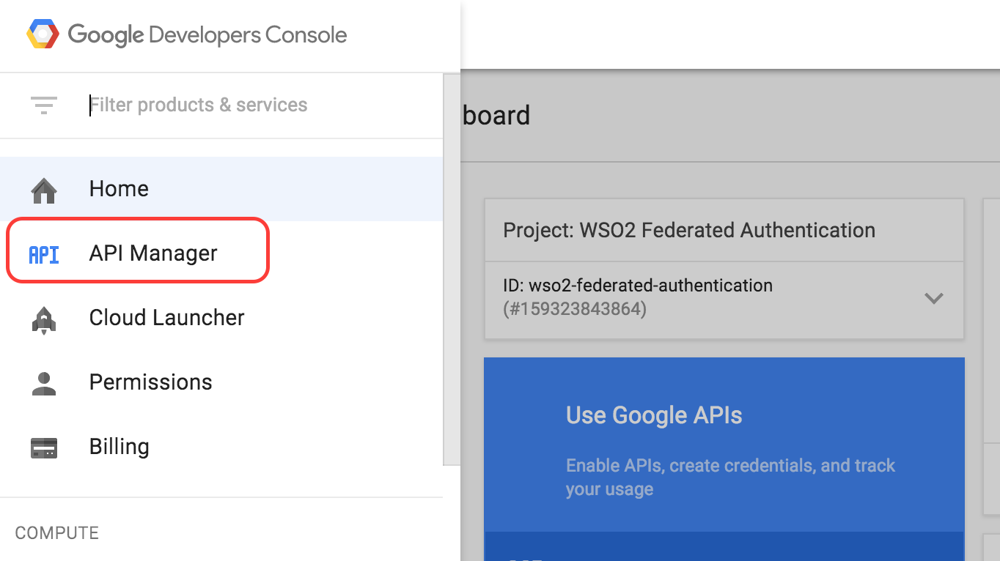 Google Developers Console
Filter products & services
Home
API API Manager
Cloud Launcher
Permissions
Billing
COMPUTE
board
Project: WSO2 Federated Authentication
ID: wso2-federated-authentication
(#159323843864)
Use Google APIs
Enable APIs, create credentials, and track
your usage